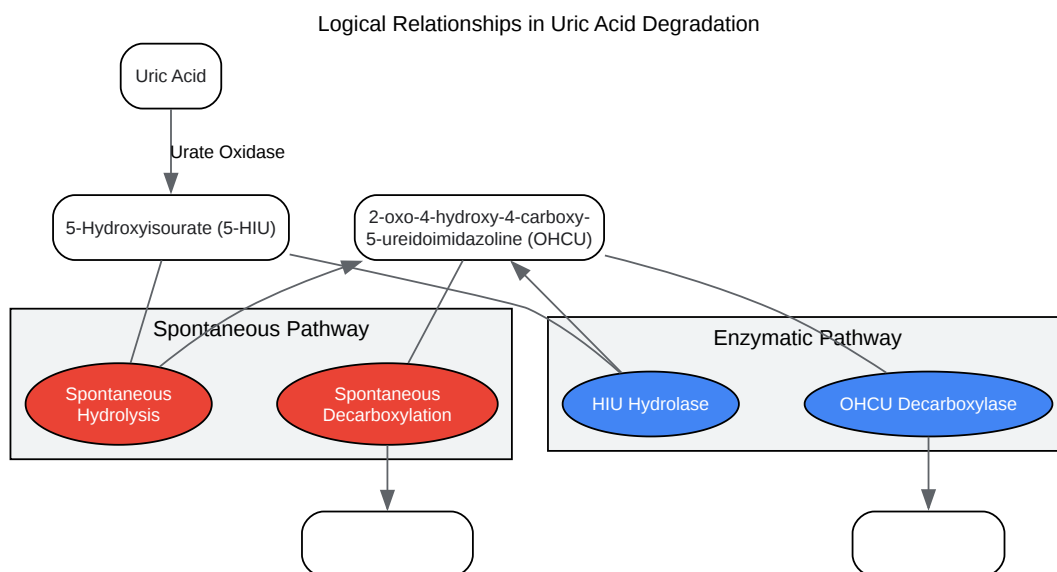 Logical Relationships in Uric Acid Degradation
Uric Acid
Urate Oxidase
5-Hydroxyisourate (5-HIU)
2-oxo-4-hydroxy-4-carboxy-
5-ureidoimidazoline (OHCU)
Spontaneous Pathway
Enzymatic Pathway
Spontaneous
Hydrolysis
Spontaneous
Decarboxylation
HIU Hydrolase
OHCU Decarboxylase